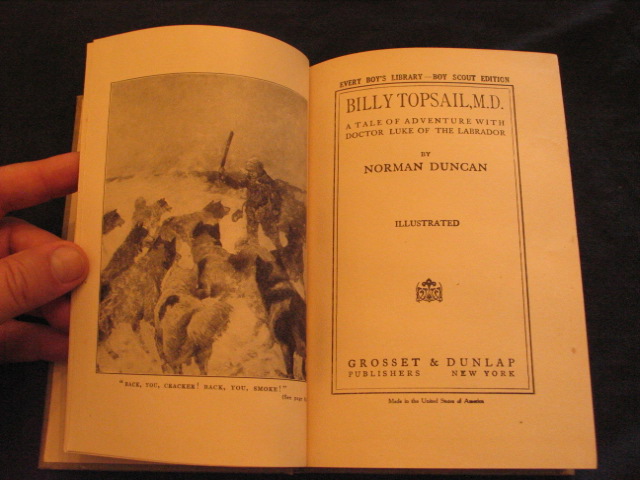 "BACK, YOU, CRACKER! BACK, YOU, SMOKE!"
(See page
EVERY BOY'S LIBRARY—BOY SCOUT EDITION
BILLY TOPSAIL, M.D.
A TALE OF ADVENTURE WITH
DOCTOR LUKE OF THE LABRADOR
BY
NORMAN DUNCAN
ILLUSTRATED
GROSSET & DUNLAP
PUBLISHERS NEW YORK
Made in the United States of America